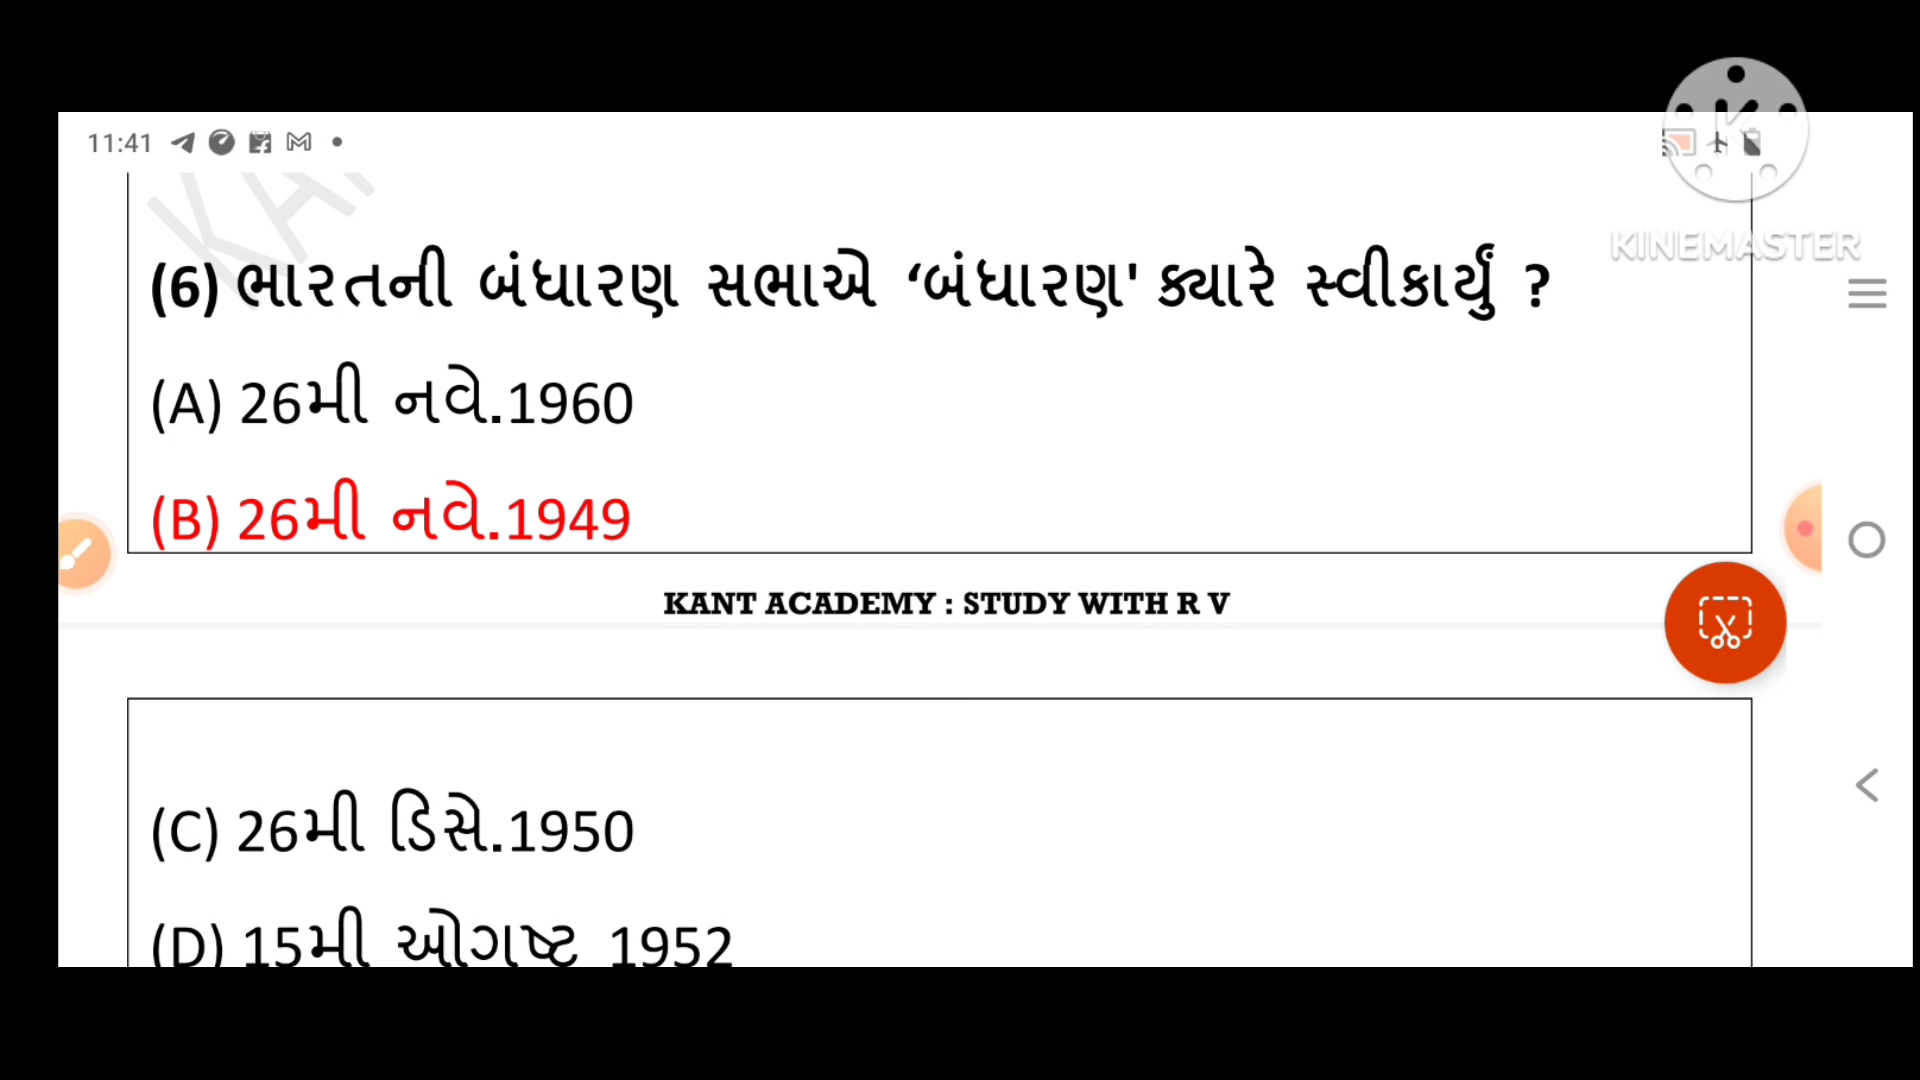 11:41
KINEMASTER
(6) ભારતની બંધારણ સભાએ ‘બંધારણ' ક્યારે સ્વીકાર્યું ?
(A) 26મી નવે.1960
(B) 26મી નવે.1949
KANT ACADEMY : STUDY WITH R V
(C) 26મી ડિસે.1950
(D) 15મી ઓગષ્ટ 1952